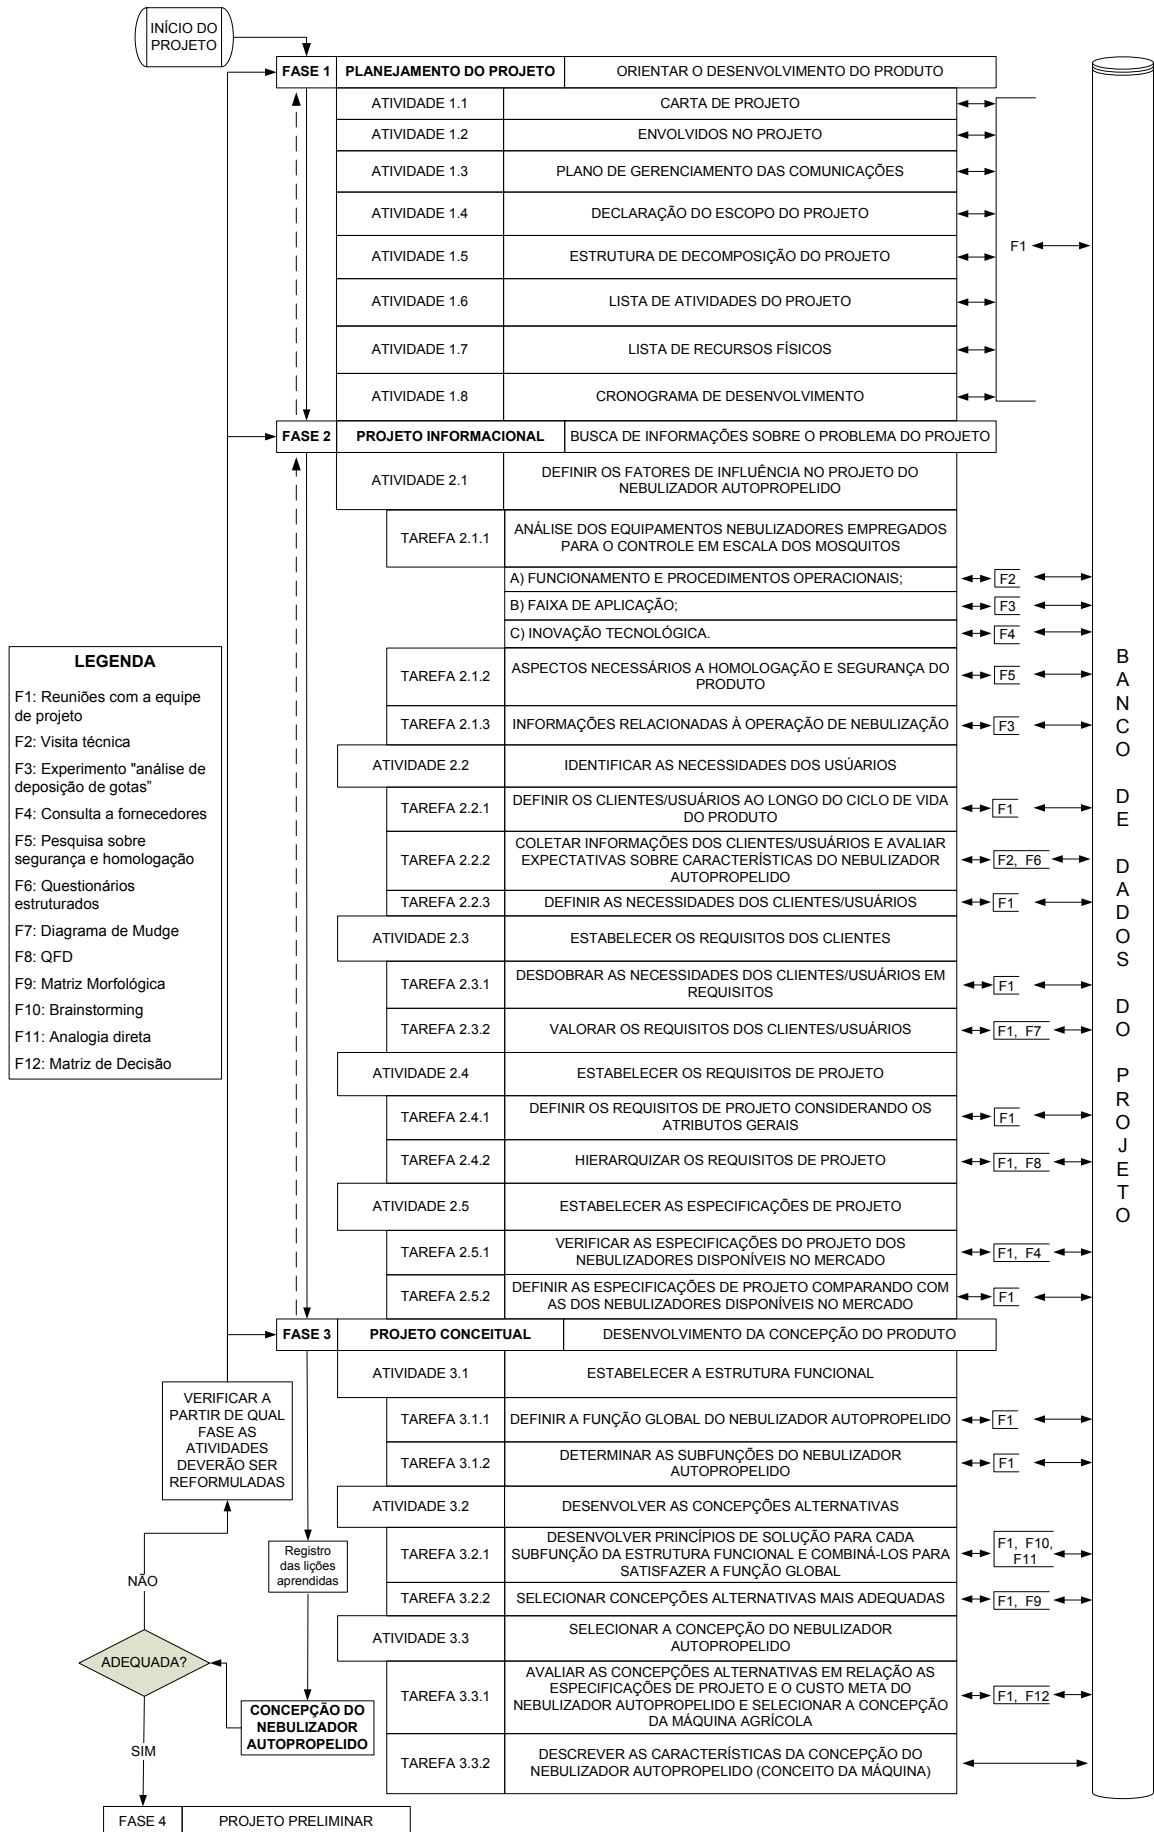 INÍCIO DO
PROJETO
FASE 1 PLANEJAMENTO DO PROJETO ORIENTAR O DESENVOLVIMENTO DO PRODUTO
ATIVIDADE 1.1 CARTA DE PROJETO
ATIVIDADE 1.2 ENVOLVIDOS NO PROJETO
ATIVIDADE 1.3 PLANO DE GERENCIAMENTO DAS COMUNICAÇÕES
ATIVIDADE 1.4 DECLARAÇÃO DO ESCOPO DO PROJETO
ATIVIDADE 1.5 ESTRUTURA DE DECOMPOSIÇÃO DO PROJETO
F1
ATIVIDADE 1.6 LISTA DE ATIVIDADES DO PROJETO
ATIVIDADE 1.7 LISTA DE RECURSOS FÍSICOS
ATIVIDADE 1.8 CRONOGRAMA DE DESENVOLVIMENTO
FASE 2 PROJETO INFORMACIONAL BUSCA DE INFORMAÇÕES SOBRE O PROBLEMA DO PROJETO
ATIVIDADE 2.1 DEFINIR OS FATORES DE INFLUÊNCIA NO PROJETO DO
NEBULIZADOR AUTOPROPELIDO
TAREFA 2.1.1 ANÁLISE DOS EQUIPAMENTOS NEBULIZADORES EMPREGADOS
PARA O CONTROLE EM ESCALA DOS MOSQUITOS
A) FUNCIONAMENTO E PROCEDIMENTOS OPERACIONAIS; F2
B) FAIXA DE APLICAÇÃO; F3
C) INOVAÇÃO TECNOLÓGICA. F4
TAREFA 2.1.2 ASPECTOS NECESSÁRIOS A HOMOLOGAÇÃO E SEGURANÇA DO
PRODUTO F5
TAREFA 2.1.3 INFORMAÇÕES RELACIONADAS À OPERAÇÃO DE NEBULIZAÇÃO F3
ATIVIDADE 2.2 IDENTIFICAR AS NECESSIDADES DOS USÚARIOS
TAREFA 2.2.1 DEFINIR OS CLIENTES/USUÁRIOS AO LONGO DO CICLO DE VIDA
DO PRODUTO F1
TAREFA 2.2.2 COLETAR INFORMAÇÕES DOS CLIENTES/USUÁRIOS E AVALIAR
EXPECTATIVAS SOBRE CARACTERÍSTICAS DO NEBULIZADOR
AUTOPROPELIDO F2, F6
TAREFA 2.2.3 DEFINIR AS NECESSIDADES DOS CLIENTES/USUÁRIOS F1
ATIVIDADE 2.3 ESTABELECER OS REQUISITOS DOS CLIENTES
TAREFA 2.3.1 DESDOBRAR AS NECESSIDADES DOS CLIENTES/USUÁRIOS EM
REQUISITOS F1
TAREFA 2.3.2 VALORAR OS REQUISITOS DOS CLIENTES/USUÁRIOS F1, F7
ATIVIDADE 2.4 ESTABELECER OS REQUISITOS DE PROJETO
TAREFA 2.4.1 DEFINIR OS REQUISITOS DE PROJETO CONSIDERANDO OS
ATRIBUTOS GERAIS F1
TAREFA 2.4.2 HIERARQUIZAR OS REQUISITOS DE PROJETO F1, F8
ATIVIDADE 2.5 ESTABELECER AS ESPECIFICAÇÕES DE PROJETO
TAREFA 2.5.1 VERIFICAR AS ESPECIFICAÇÕES DO PROJETO DOS
NEBULIZADORES DISPONÍVEIS NO MERCADO F1, F4
TAREFA 2.5.2 DEFINIR AS ESPECIFICAÇÕES DE PROJETO COMPARANDO COM
AS DOS NEBULIZADORES DISPONÍVEIS NO MERCADO F1
FASE 3 PROJETO CONCEITUAL DESENVOLVIMENTO DA CONCEPÇÃO DO PRODUTO
ATIVIDADE 3.1 ESTABELECER A ESTRUTURA FUNCIONAL
TAREFA 3.1.1 DEFINIR A FUNÇÃO GLOBAL DO NEBULIZADOR AUTOPROPELIDO F1
TAREFA 3.1.2 DETERMINAR AS SUBFUNÇÕES DO NEBULIZADOR
AUTOPROPELIDO F1
ATIVIDADE 3.2 DESENVOLVER AS CONCEPÇÕES ALTERNATIVAS
TAREFA 3.2.1 DESENVOLVER PRINCÍPIOS DE SOLUÇÃO PARA CADA
SUBFUNÇÃO DA ESTRUTURA FUNCIONAL E COMBINÁ-LOS PARA
SATISFAZER A FUNÇÃO GLOBAL
F1, F10,
F11
TAREFA 3.2.2 SELECIONAR CONCEPÇÕES ALTERNATIVAS MAIS ADEQUADAS F1, F9
ATIVIDADE 3.3 SELECIONAR A CONCEPÇÃO DO NEBULIZADOR
AUTOPROPELIDO
TAREFA 3.3.1 AVALIAR AS CONCEPÇÕES ALTERNATIVAS EM RELAÇÃO AS
ESPECIFICAÇÕES DE PROJETO E O CUSTO META DO
NEBULIZADOR AUTOPROPELIDO E SELECIONAR A CONCEPÇÃO
DA MÁQUINA AGRÍCOLA F1, F12
TAREFA 3.3.2 DESCREVER AS CARACTERÍSTICAS DA CONCEPÇÃO DO
NEBULIZADOR AUTOPROPELIDO (CONCEITO DA MÁQUINA)
BANCO DE DADOS DO PROJETO
LEGENDA
F1: Reuniões com a equipe
de projeto
F2: Visita técnica
F3: Experimento "análise de
deposição de gotas”
F4: Consulta a fornecedores
F5: Pesquisa sobre
segurança e homologação
F6: Questionários
estruturados
F7: Diagrama de Mudge
F8: QFD
F9: Matriz Morfológica
F10: Brainstorming
F11: Analogia direta
F12: Matriz de Decisão
VERIFICAR A
PARTIR DE QUAL
FASE AS
ATIVIDADES
DEVERÃO SER
REFORMULADAS
Registro
das lições
aprendidas
NÃO
ADEQUADA?
CONCEPÇÃO DO
NEBULIZADOR
AUTOPROPELIDO
SIM
FASE 4 PROJETO PRELIMINAR